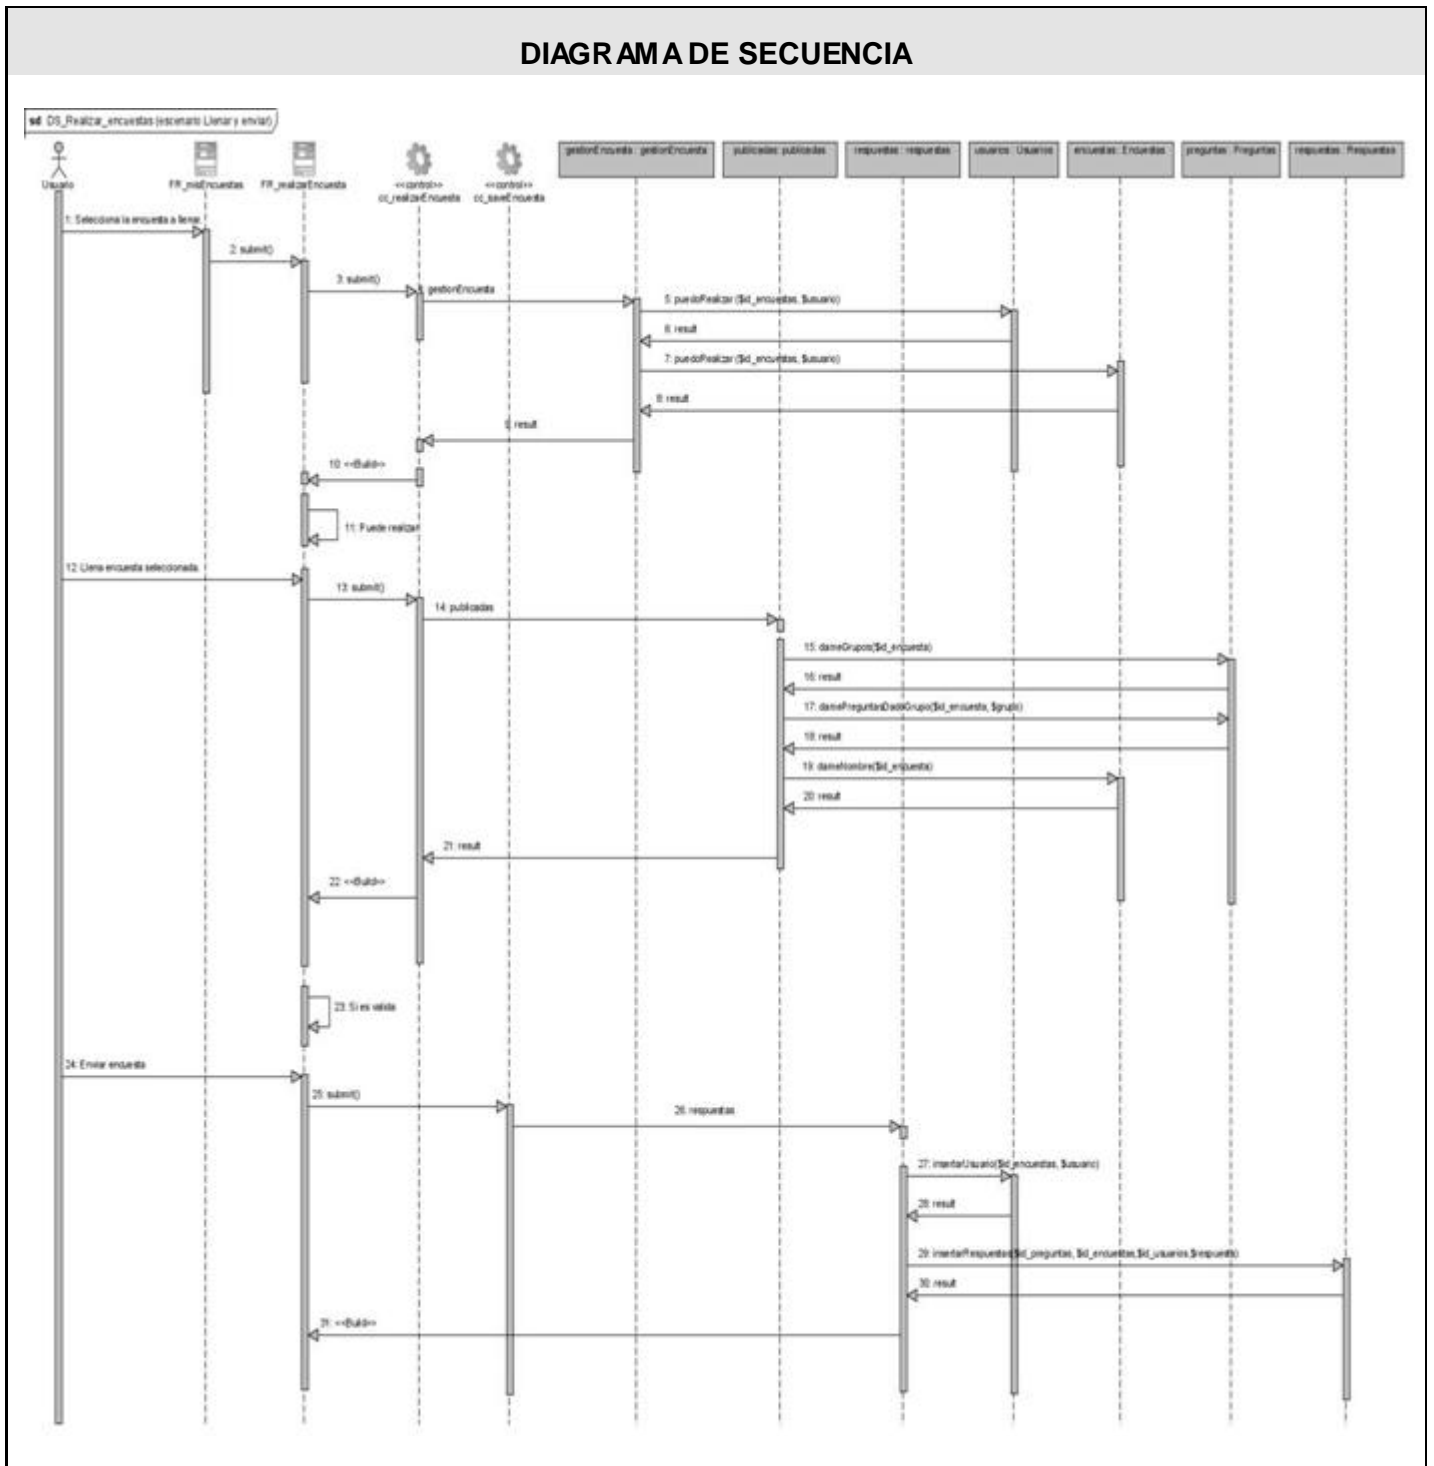 DIAGRAMA DE SECUENCIA
sd DS_Realizar_encuestas (escenario Llenar y enviar)
Usuario
FR_misEncuestas
FR_realizarEncuesta
<<control>>
cc_realizarEncuesta
<<control>>
cc_saveEncuesta
gestionEncuesta : gestionEncuesta
publicadas: publicadas
respuestas : respuestas
usuarios : Usuarios
encuestas : Encuestas
preguntas : Preguntas
respuestas : Respuestas
1: Selecciona la encuesta a llenar.
2: submit()
3: submit()
gestionEncuesta
5: puedoRealizar ($id_encuestas, $usuario)
6: result
7: puedoRealizar ($id_encuestas, $usuario)
8: result
9: result
10: <<Build>>
11: Puede realizar
12: Llena encuesta seleccionada.
13: submit()
14: publicadas
15: dameGrupos($id_encuesta)
16: result
17: damePreguntasDadoGrupo($id_encuesta, $grupo)
18: result
19: dameNombre($id_encuesta)
20: result
21: result
22: <<Build>>
23: Si es valida
24: Enviar encuesta
25: submit()
26: respuestas
27: insertarUsuario($id_encuestas, $usuario)
28: result
29: insertarRespuestas($id_preguntas, $id_encuestas,$id_usuarios,$respuesta)
30: result
31: <<Build>>